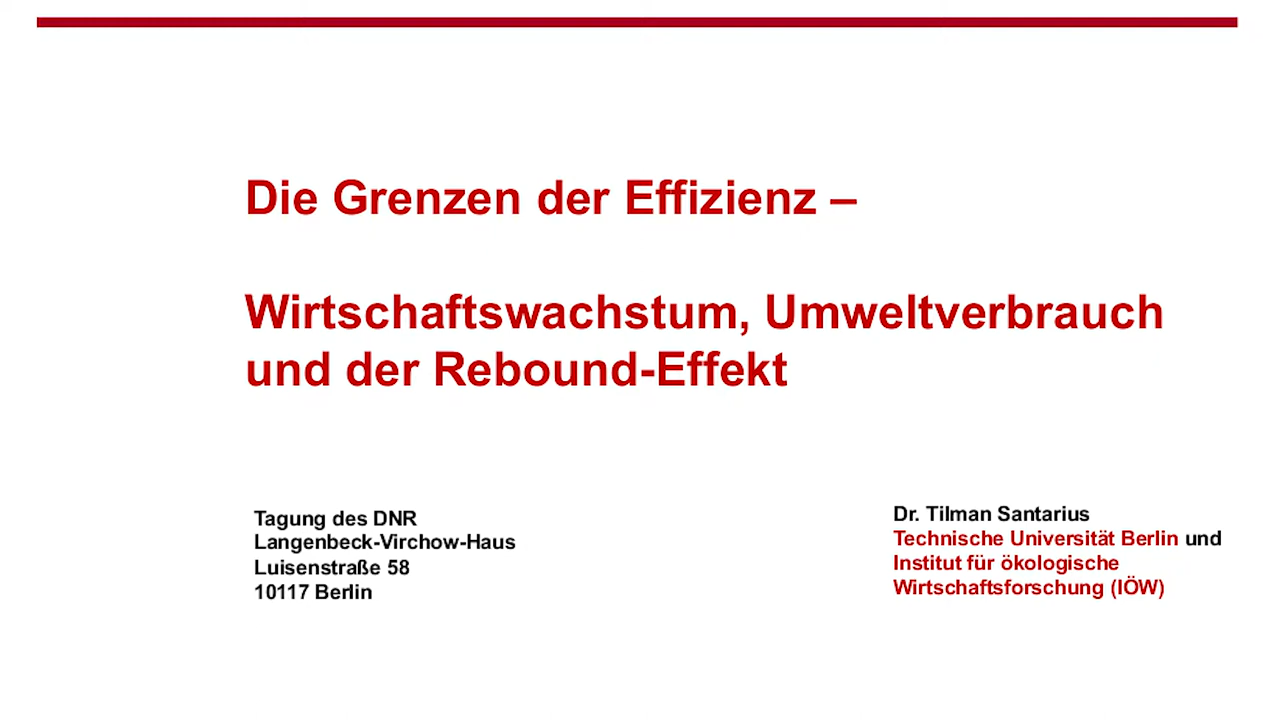 Die Grenzen der Effizienz –
Wirtschaftswachstum, Umweltverbrauch
und der Rebound-Effekt
Tagung des DNR
Langenbeck-Virchow-Haus
Luisenstraße 58
10117 Berlin
Dr. Tilman Santarius
Technische Universität Berlin und
Institut für ökologische
Wirtschaftsforschung (IÖW)